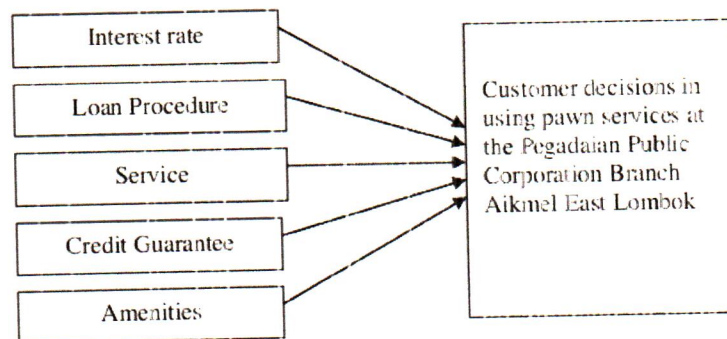 Interest rate
Loan Procedure
Service
Credit Guarantee
Amenities
Customer decisions in
using pawn services at
the Pegadaian Public
Corporation Branch
Aikmel East Lombok